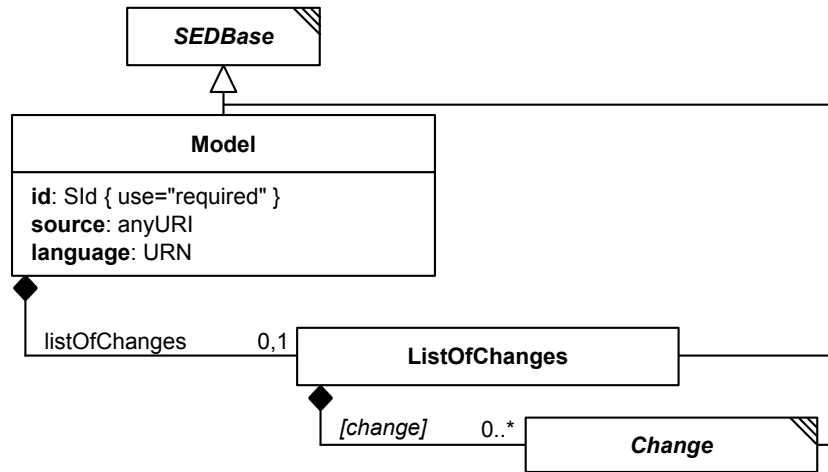 SEDBase
Model
id: SId { use="required" }
source: anyURI
language: URN
listOfChanges 0,1
ListOfChanges
[change] 0..*
Change